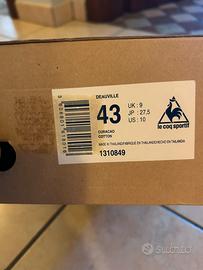 DEAUVILLE
43
UK : 9
JP : 27,5
US : 10
le coq sportif
CURACAO
COTTON
MADE IN THAILAND/FABRIQUE EN THAILANDE/HECHO EN TAILANDIA
1310849
Subito